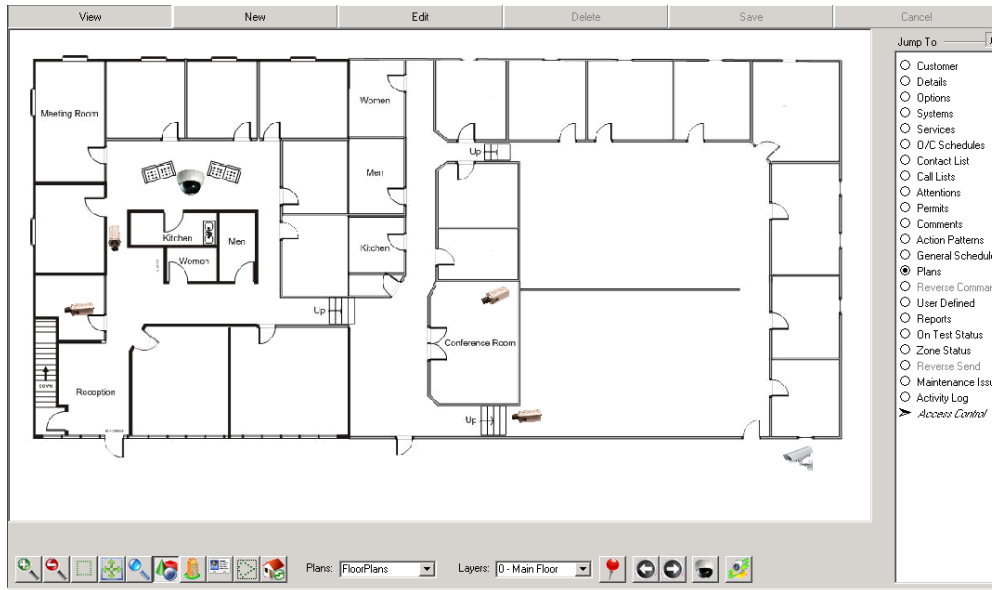 View New Edit Delete Save Cancel
Jump To
Customer
Details
Options
Systems
Services
O/C Schedules
Contact List
Call Lists
Attentions
Permits
Comments
Action Patterns
General Schedule
Plans
Reverse Comman
User Defined
Reports
On Test Status
Zone Status
Reverse Send
Maintenance Issu
Activity Log
Access Control
Meeting Room
Women
Up
Men
Kitchen
Men
Kitchen
Women
Up
Conference Room
DOWN
Reception
Up
Plans: FloorPlans Layers: 0 - Main Floor